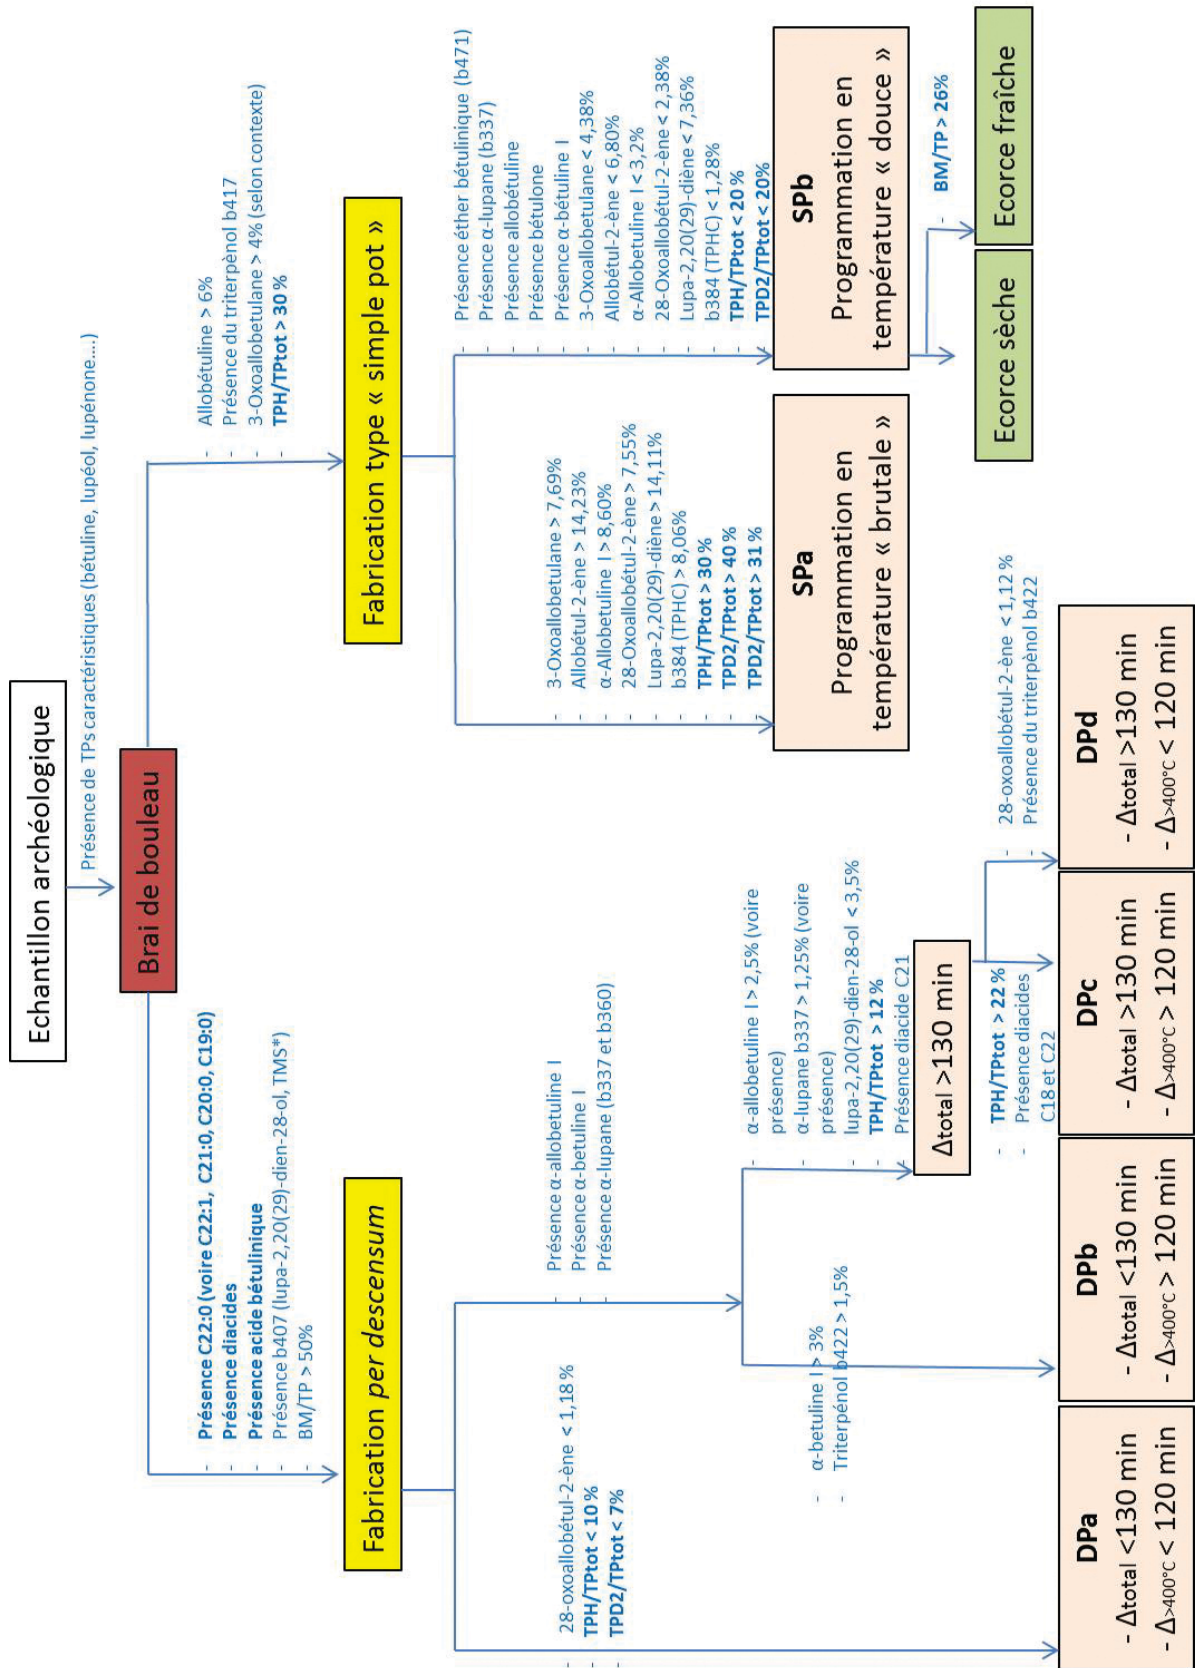 Echantillon archéologique
Présence de TPs caractéristiques (bétuline, lupéol, lupénone....)
Brai de bouleau
- Présence C22:0 (voire C22:1, C21:0, C20:0, C19:0)
- Présence diacides
- Présence acide bétulinique
- Présence b407 (lupa-2,20(29)-dien-28-ol, TMS*)
- BM/TP > 50%
- Allobétuline > 6%
- Présence du triterpènol b417
- 3-Oxoallobetulane > 4% (selon contexte)
- TPH/TPtot > 30 %
Fabrication per descensum
Fabrication type « simple pot »
- 28-oxoallobétul-2-ène < 1,18 %
- TPH/TPtot < 10 %
- TPD2/TPtot < 7%
- Présence α-allobetuline I
- Présence α-betuline I
- Présence α-lupane (b337 et b360)
- 3-Oxoallobetulane > 7,69%
- Allobétul-2-ène > 14,23%
- α-Allobetuline I > 8,60%
- 28-Oxoallobétul-2-ène > 7,55%
- Lupa-2,20(29)-diène > 14,11%
- b384 (TPHC) > 8,06%
- TPH/TPtot > 30 %
- TPD2/TPtot > 40 %
- TPD2/TPtot > 31 %
- Présence éther bétulinique (b471)
- Présence α-lupane (b337)
- Présence allobétuline
- Présence bétulone
- Présence α-bétuline I
- 3-Oxoallobetulane < 4,38%
- Allobétul-2-ène < 6,80%
- α-Allobetuline I < 3,2%
- 28-Oxoallobétul-2-ène < 2,38%
- Lupa-2,20(29)-diène < 7,36%
- b384 (TPHC) < 1,28%
- TPH/TPtot < 20 %
- TPD2/TPtot < 20%
- α-betuline I > 3%
- Triterpénol b422 > 1,5%
- α-allobetuline I > 2,5% (voire
présence)
- α-lupane b337 > 1,25% (voire
présence)
- lupa-2,20(29)-dien-28-ol < 3,5%
- TPH/TPtot > 12 %
- Présence diacide C21
SPa
Programmation en
température « brutale »
SPb
Programmation en
température « douce »
Δtotal >130 min
- BM/TP > 26%
Ecorce sèche
Ecorce fraîche
- TPH/TPtot > 22 %
- Présence diacides
C18 et C22
- 28-oxoallobétul-2-ène < 1,12 %
- Présence du triterpènol b422
DPa
- Δtotal <130 min
- Δ>400°C < 120 min
DPb
- Δtotal <130 min
- Δ>400°C > 120 min
DPc
- Δtotal >130 min
- Δ>400°C > 120 min
DPd
- Δtotal >130 min
- Δ>400°C < 120 min